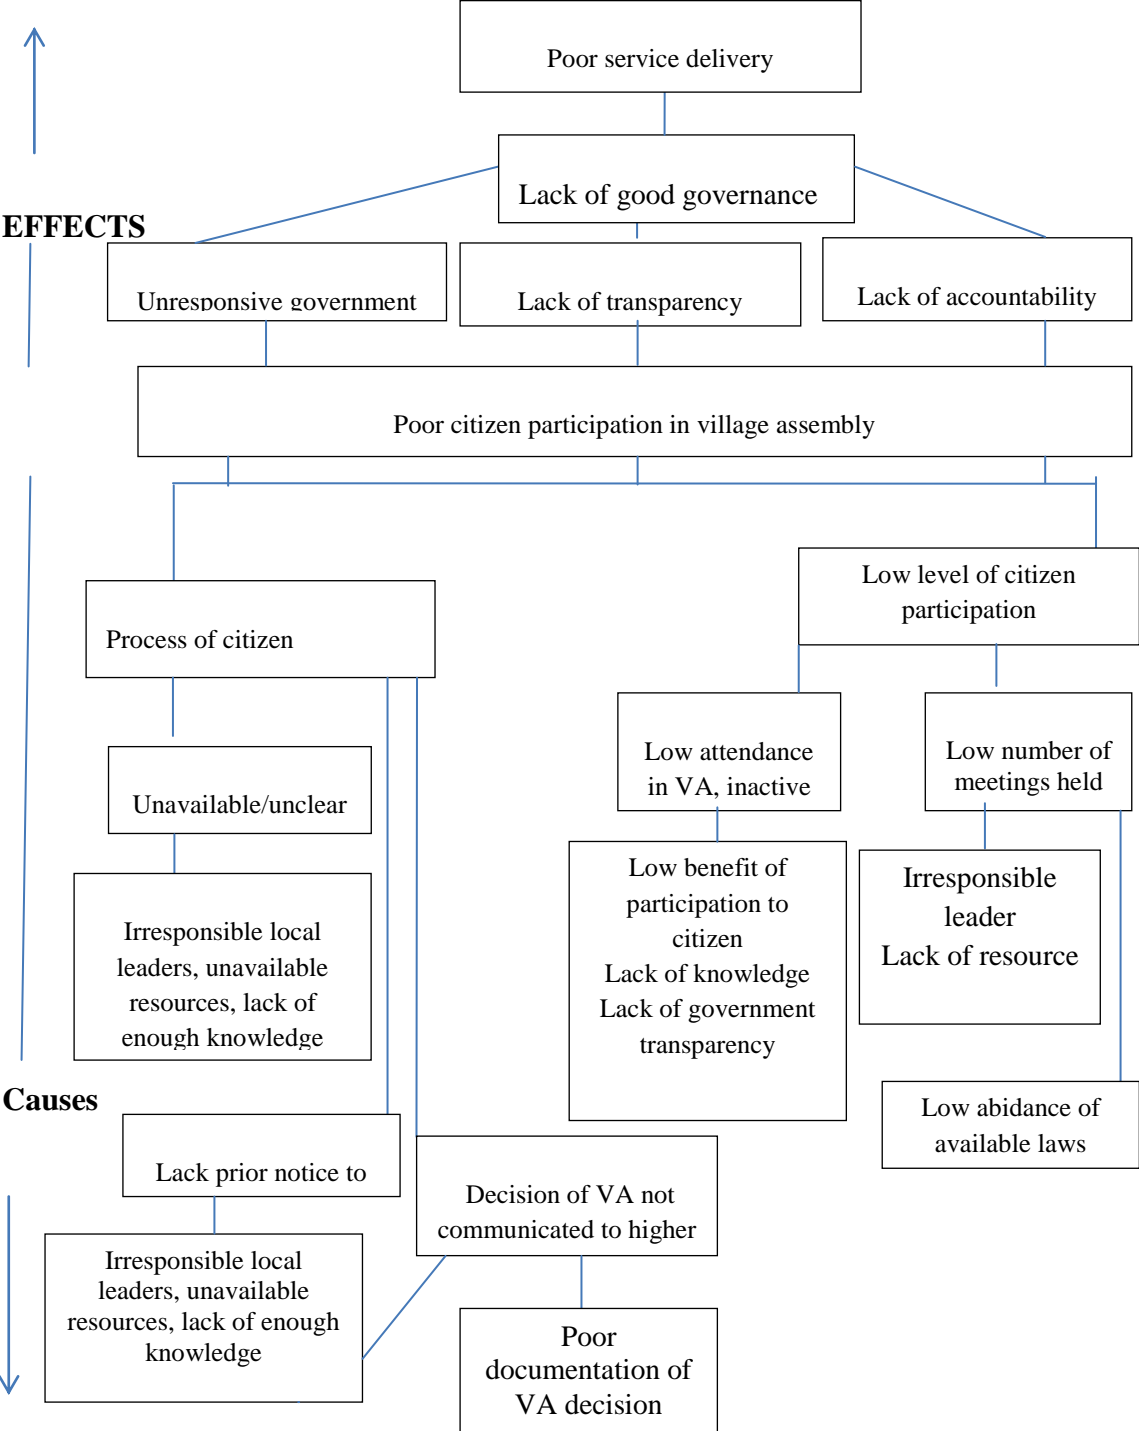 Poor service delivery
Lack of good governance
EFFECTS
Unresponsive government
Lack of transparency
Lack of accountability
Poor citizen participation in village assembly
Low level of citizen
participation
Process of citizen
Low attendance
in VA, inactive
Low number of
meetings held
Unavailable/unclear
Low benefit of
participation to
citizen
Lack of knowledge
Lack of government
transparency
Irresponsible
leader
Lack of resource
Irresponsible local
leaders, unavailable
resources, lack of
enough knowledge
Causes
Low abidance of
available laws
Lack prior notice to
Decision of VA not
communicated to higher
Irresponsible local
leaders, unavailable
resources, lack of enough
knowledge
Poor
documentation of
VA decision